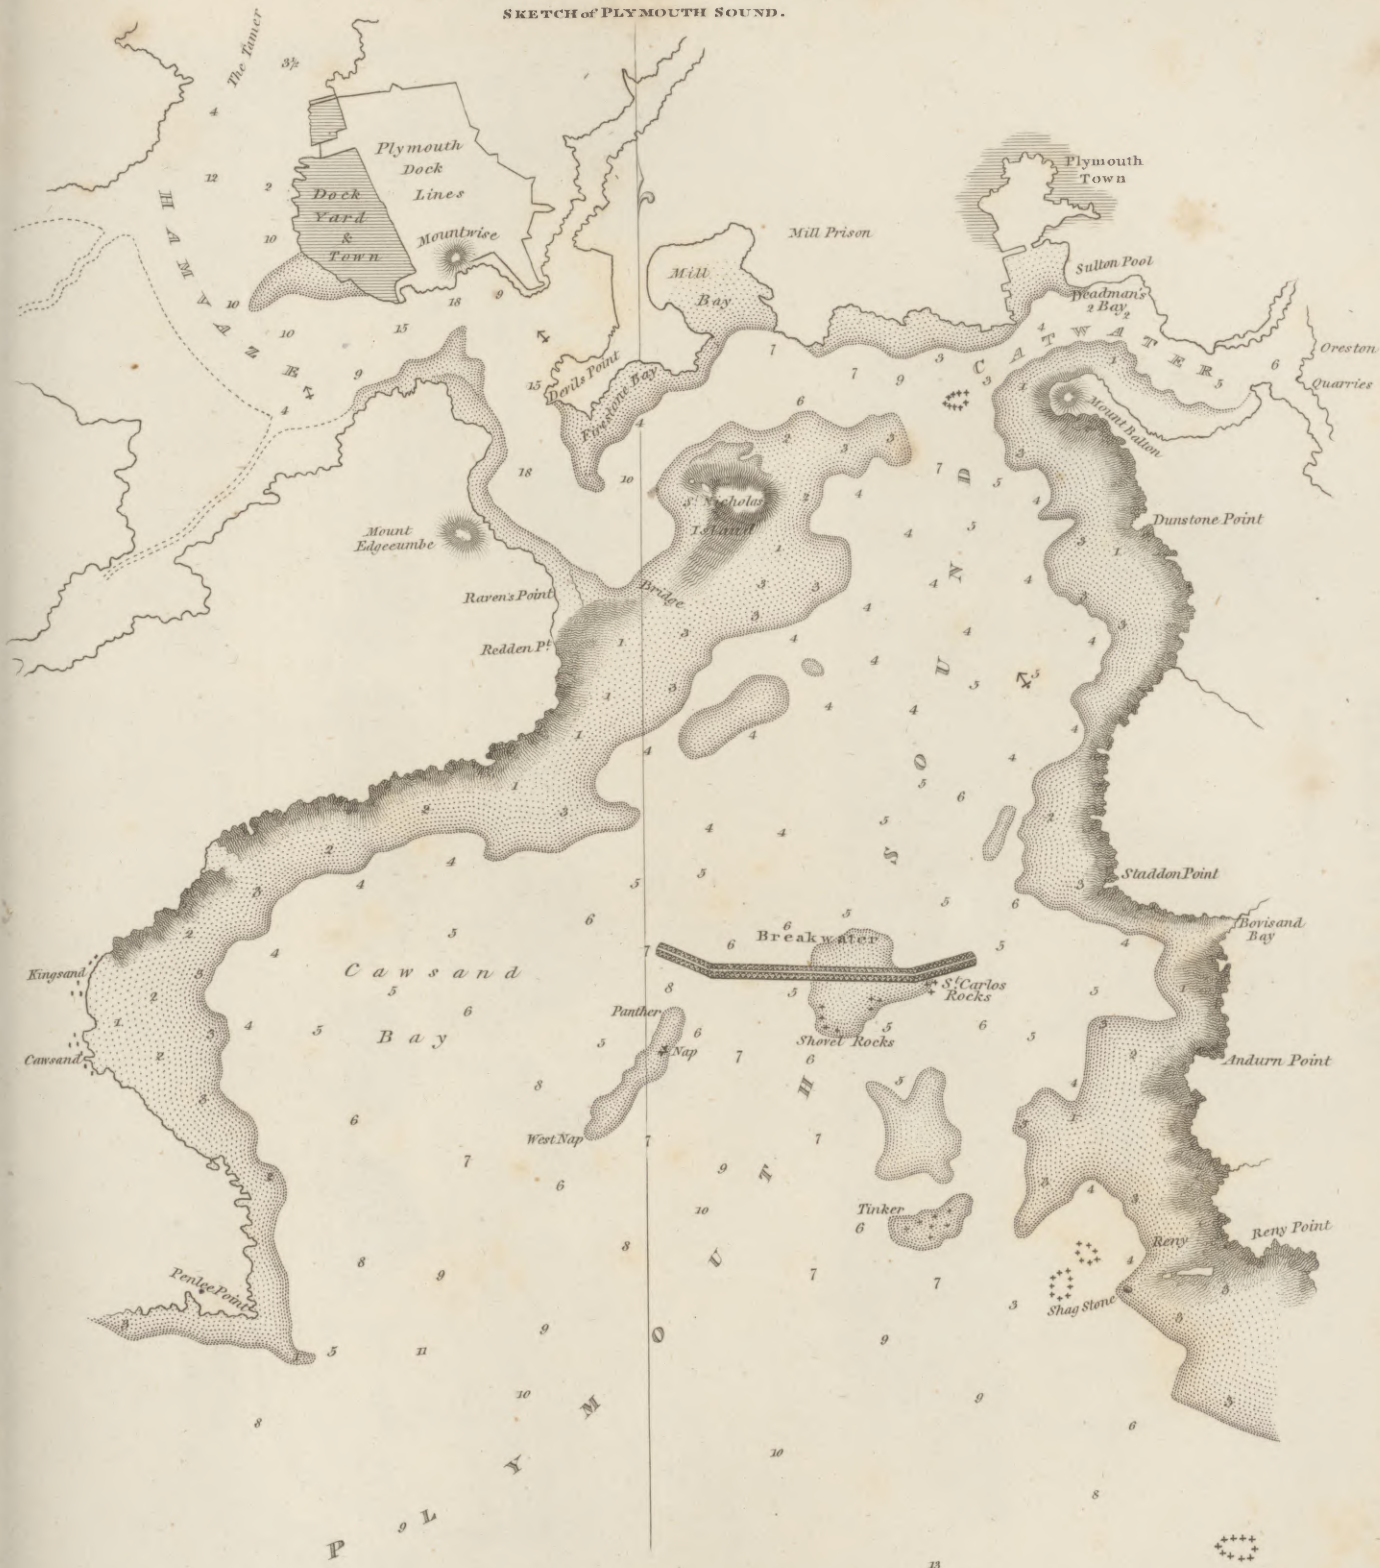 SKETCH of PLYMOUTH SOUND.
The Tamer
HAMOAZE
Plymouth
Dock
Lines
Dock
Yard
&
Town
Mountwise
Mill Prison
Mill
Bay
Plymouth
Town
Sutton Pool
Deadman's
Bay
CATWATER
Oreston
Quarries
Devils Point
Firestone Bay
Mount Batton
St. Nicholas
Island
Bridge
Dunstone Point
Mount
Edgecumbe
Raven's Point
Redden Pt.
Staddon Point
Bovisand
Bay
Breakwater
St. Carlos
Rocks
Shovel Rocks
Kingsand
Cawsand
Cawsand
Bay
Panther
Nap
West Nap
Andurn Point
Tinker
Reny
Reny Point
Shag Stone
Penlee Point
PLYMOUTH SOUND